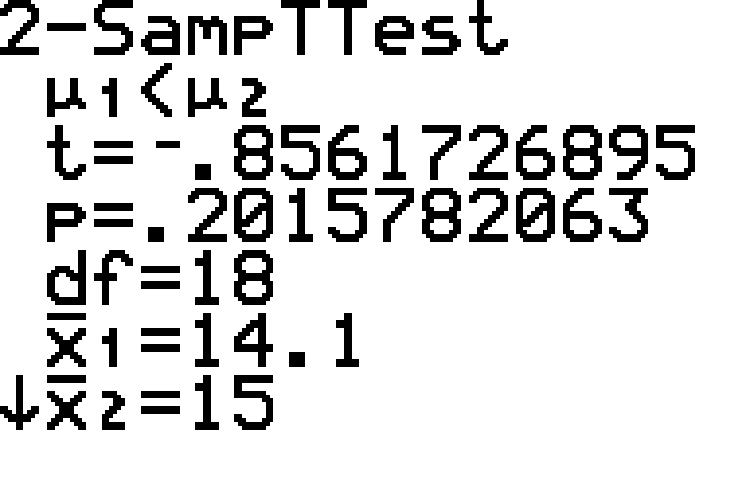 2-SampTTest
μ1<μ2
t=-.8561726895
p=.2015782063
df=18
x̄1=14.1
↓x̄2=15